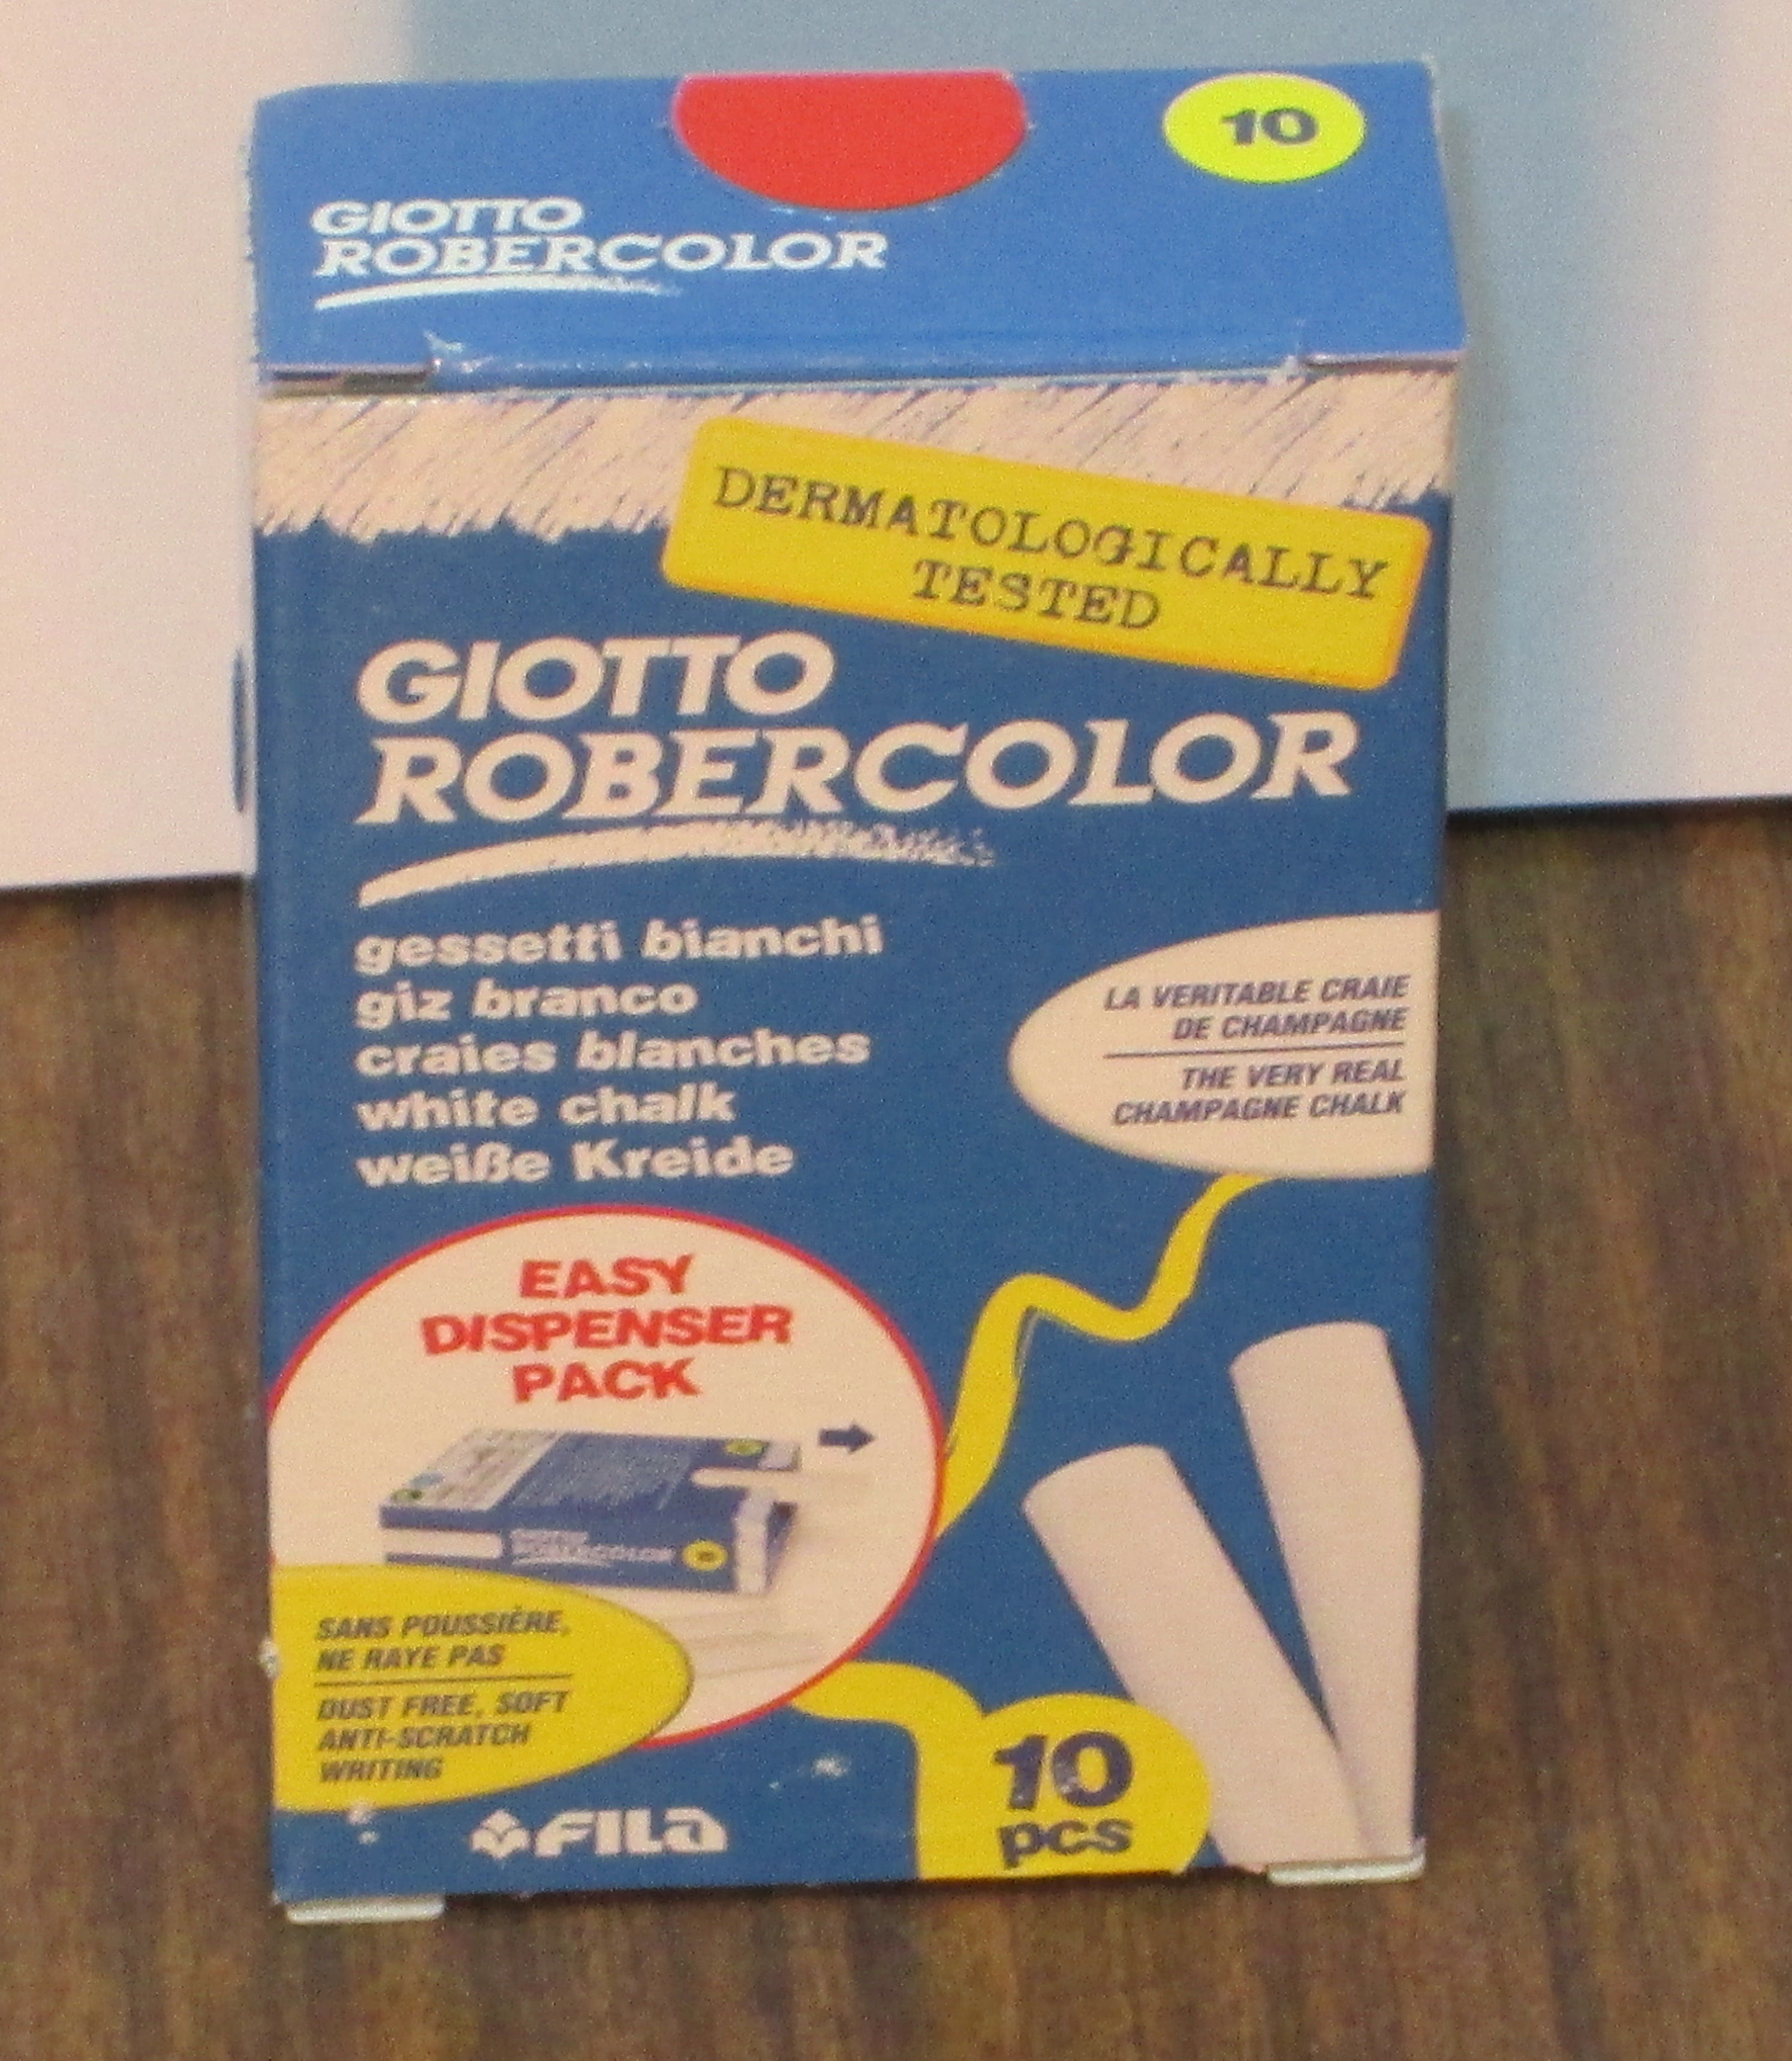 10
GIOTTO
ROBERCOLOR
DERMATOLOGICALLY
TESTED
GIOTTO
ROBERCOLOR
gessetti bianchi
giz branco
craies blanches
white chalk
weiße Kreide
LA VERITABLE CRAIE
DE CHAMPAGNE
THE VERY REAL
CHAMPAGNE CHALK
EASY
DISPENSER
PACK
GIOTTO
ROBERCOLOR
SANS POUSSIÈRE,
NE RAYE PAS
DUST FREE, SOFT
ANTI-SCRATCH
WRITING
10
pcs
FILA